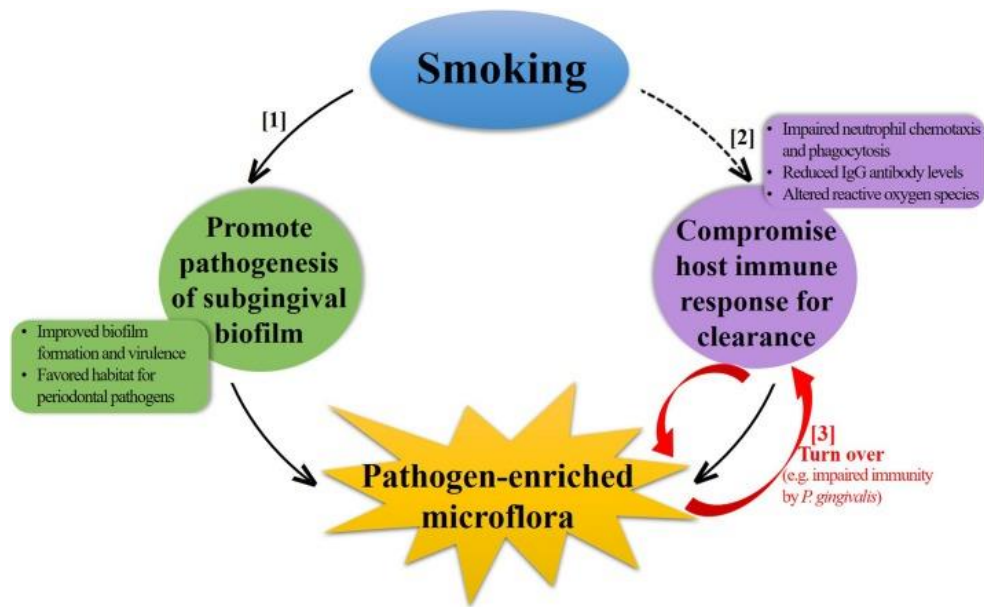 Smoking
[1]
[2]
• Impaired neutrophil chemotaxis
and phagocytosis
• Reduced IgG antibody levels
• Altered reactive oxygen species
Promote
pathogenesis
of subgingival
biofilm
Compromise
host immune
response for
clearance
• Improved biofilm
formation and virulence
• Favored habitat for
periodontal pathogens
[3]
Turn over
(e.g. impaired immunity
by P. gingivalis)
Pathogen-enriched
microflora